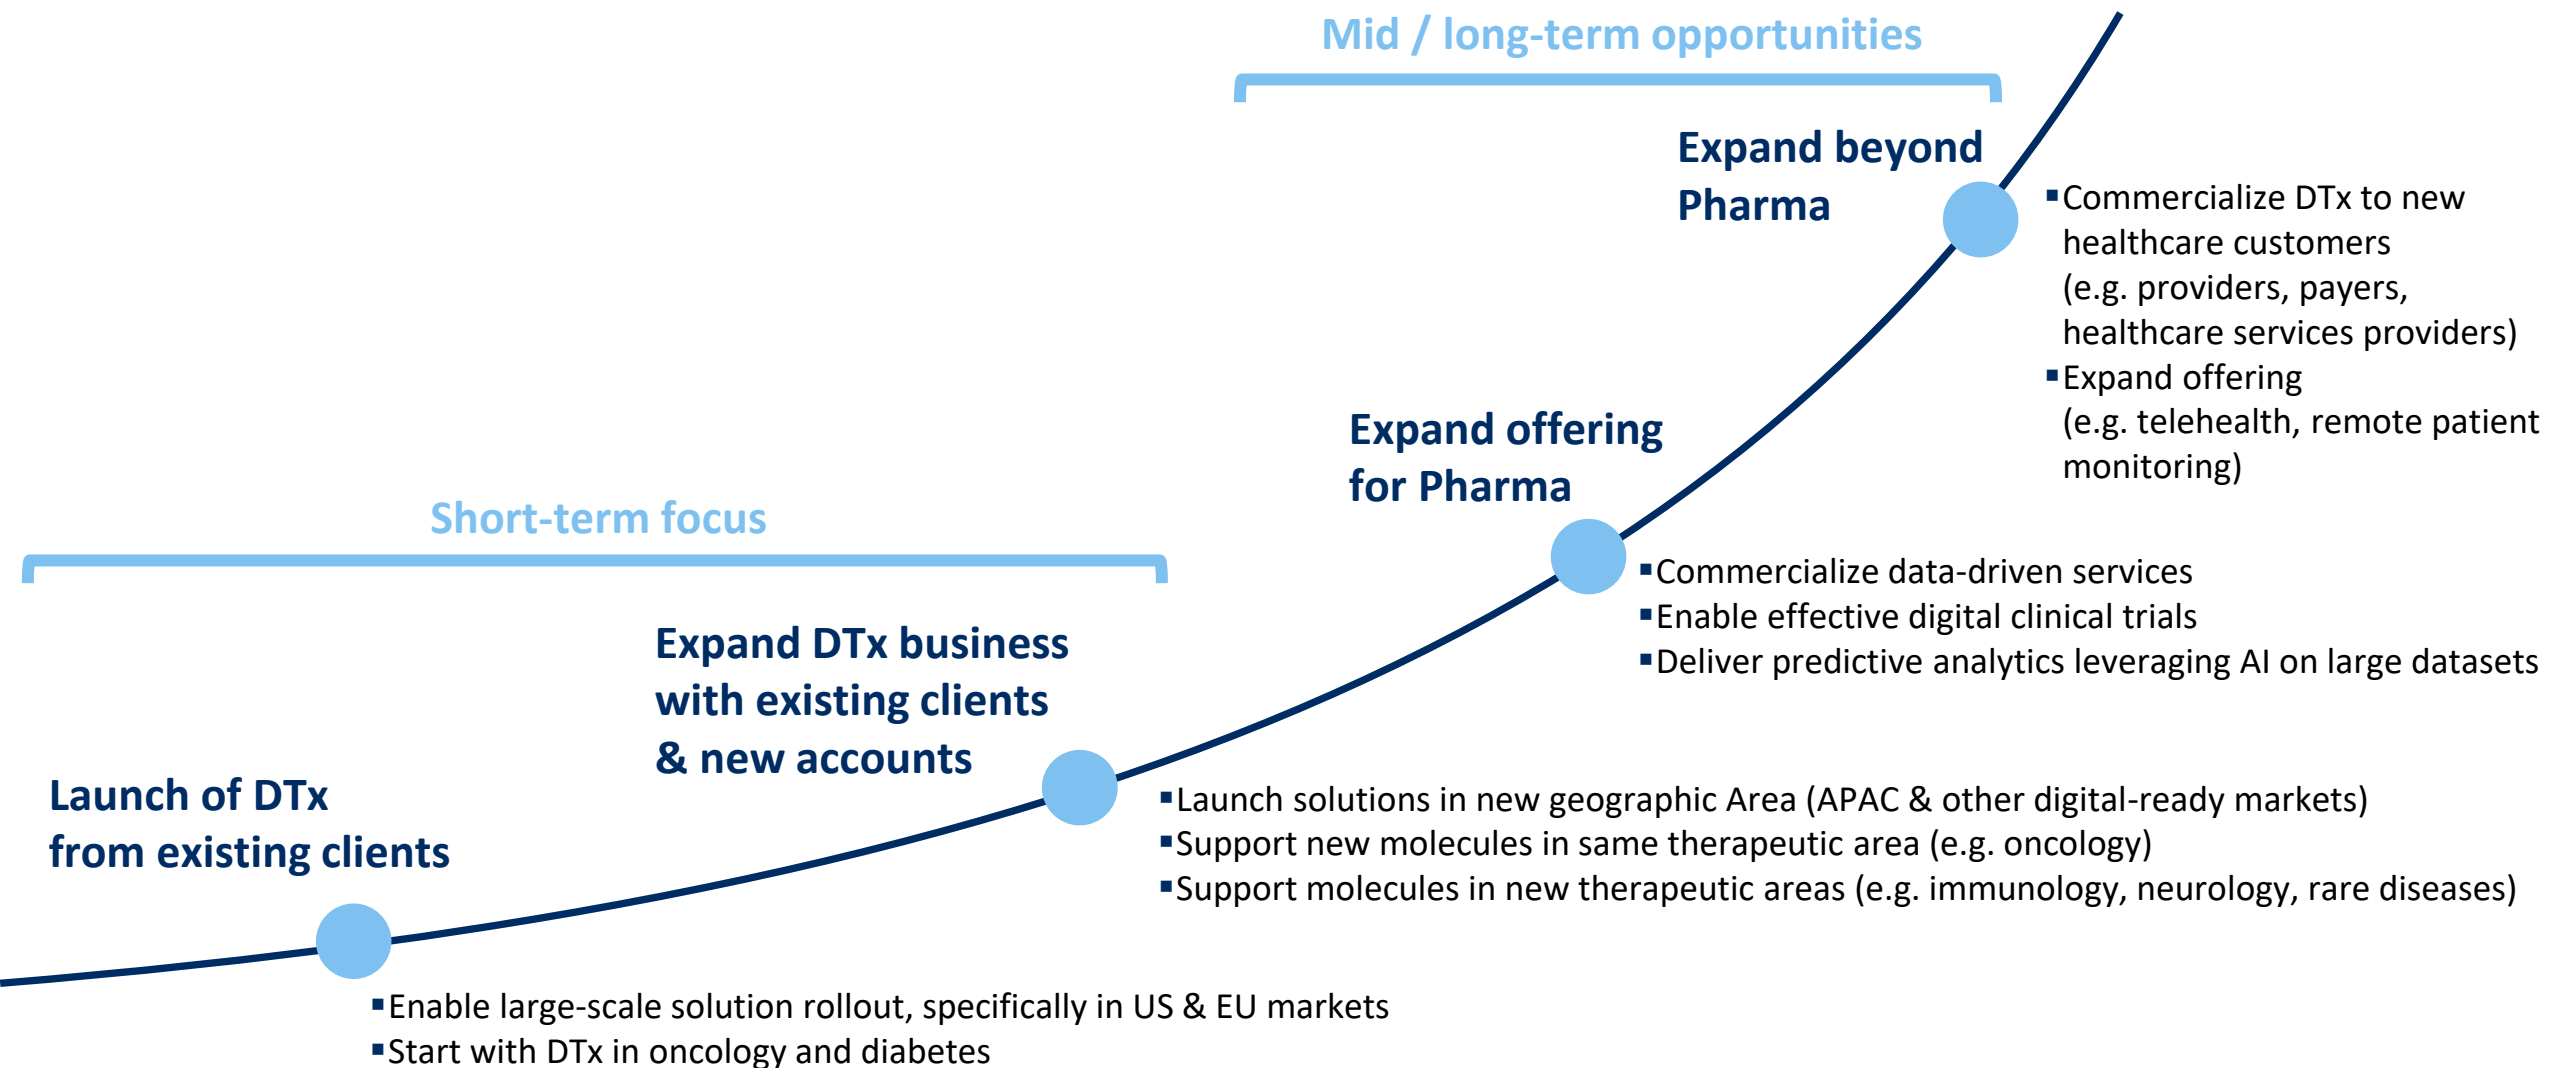 Mid / long-term opportunities
Expand beyond
Pharma
▪Commercialize DTx to new
healthcare customers
(e.g. providers, payers,
healthcare services providers)
▪Expand offering
(e.g. telehealth, remote patient
monitoring)
Expand offering
for Pharma
▪Commercialize data-driven services
▪Enable effective digital clinical trials
▪Deliver predictive analytics leveraging AI on large datasets
Short-term focus
Expand DTx business
with existing clients
& new accounts
▪Launch solutions in new geographic Area (APAC & other digital-ready markets)
▪Support new molecules in same therapeutic area (e.g. oncology)
▪Support molecules in new therapeutic areas (e.g. immunology, neurology, rare diseases)
Launch of DTx
from existing clients
▪Enable large-scale solution rollout, specifically in US & EU markets
▪Start with DTx in oncology and diabetes